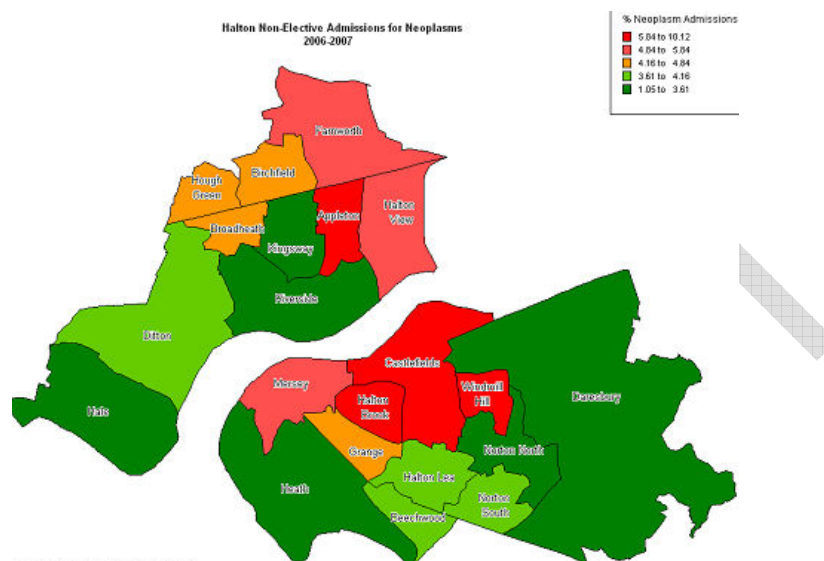 Halton Non-Elective Admissions for Neoplasms
2006-2007
% Neoplasm Admissions
5.84 to 10.12
4.84 to 5.84
4.16 to 4.84
3.61 to 4.16
1.05 to 3.61
Farnworth
Birchfield
Hough
Green
Halton
View
Appleton
Broadheath
Kingsway
Riverside
Ditton
Hale
Castlefields
Mersey
Windmill
Hill
Daresbury
Halton
Brook
Grange
Norton North
Halton Lea
Heath
Norton
South
Beechwood